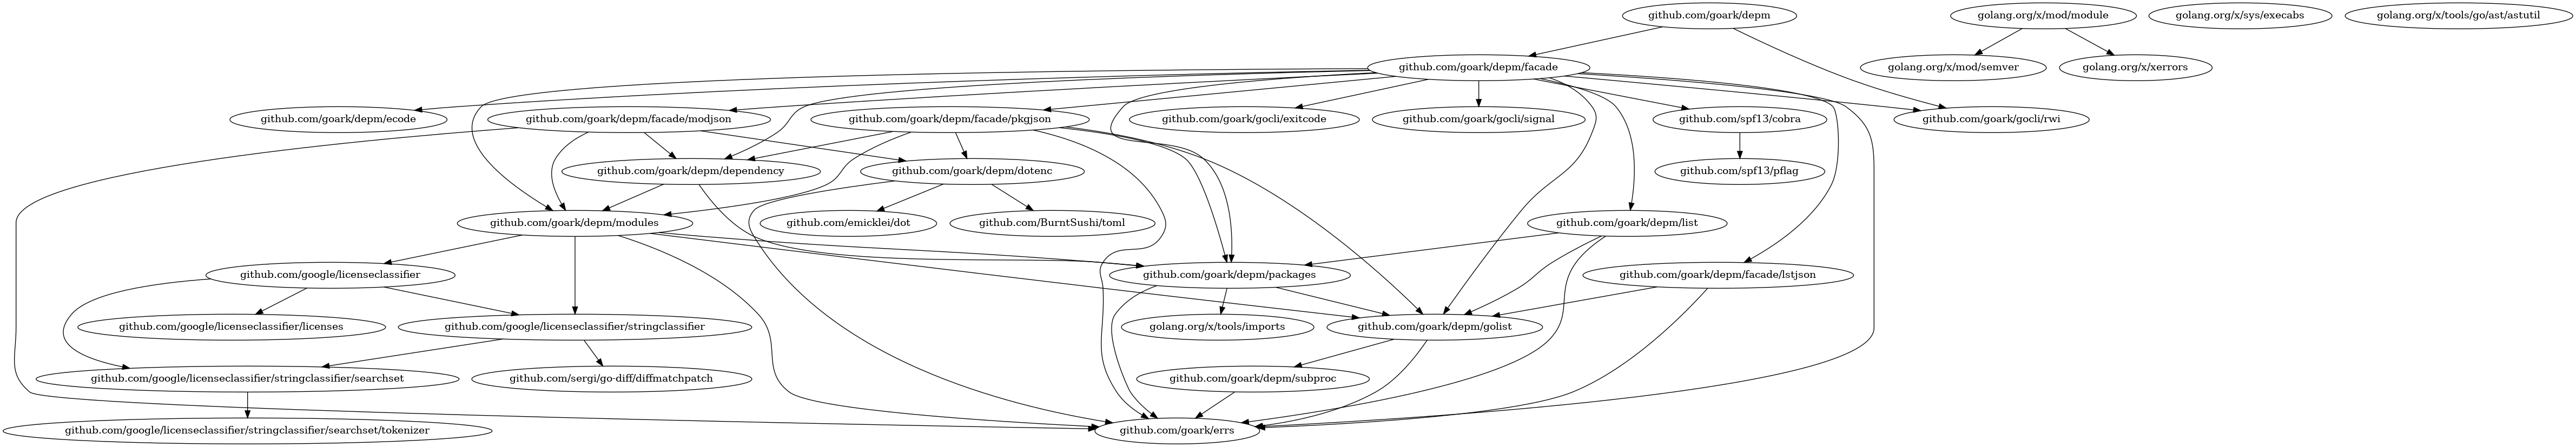 github.com/goark/depm
golang.org/x/mod/module
golang.org/x/sys/execabs
golang.org/x/tools/go/ast/astutil
github.com/goark/depm/facade
golang.org/x/mod/semver
golang.org/x/xerrors
github.com/goark/depm/ecode
github.com/goark/depm/facade/modjson
github.com/goark/depm/facade/pkgjson
github.com/goark/gocli/exitcode
github.com/goark/gocli/signal
github.com/spf13/cobra
github.com/goark/gocli/rwi
github.com/goark/depm/dependency
github.com/goark/depm/dotenc
github.com/spf13/pflag
github.com/goark/depm/modules
github.com/emicklei/dot
github.com/BurntSushi/toml
github.com/goark/depm/list
github.com/google/licenseclassifier
github.com/goark/depm/packages
github.com/goark/depm/facade/lstjson
github.com/google/licenseclassifier/licenses
github.com/google/licenseclassifier/stringclassifier
golang.org/x/tools/imports
github.com/goark/depm/golist
github.com/google/licenseclassifier/stringclassifier/searchset
github.com/sergi/go-diff/diffmatchpatch
github.com/goark/depm/subproc
github.com/google/licenseclassifier/stringclassifier/searchset/tokenizer
github.com/goark/errs